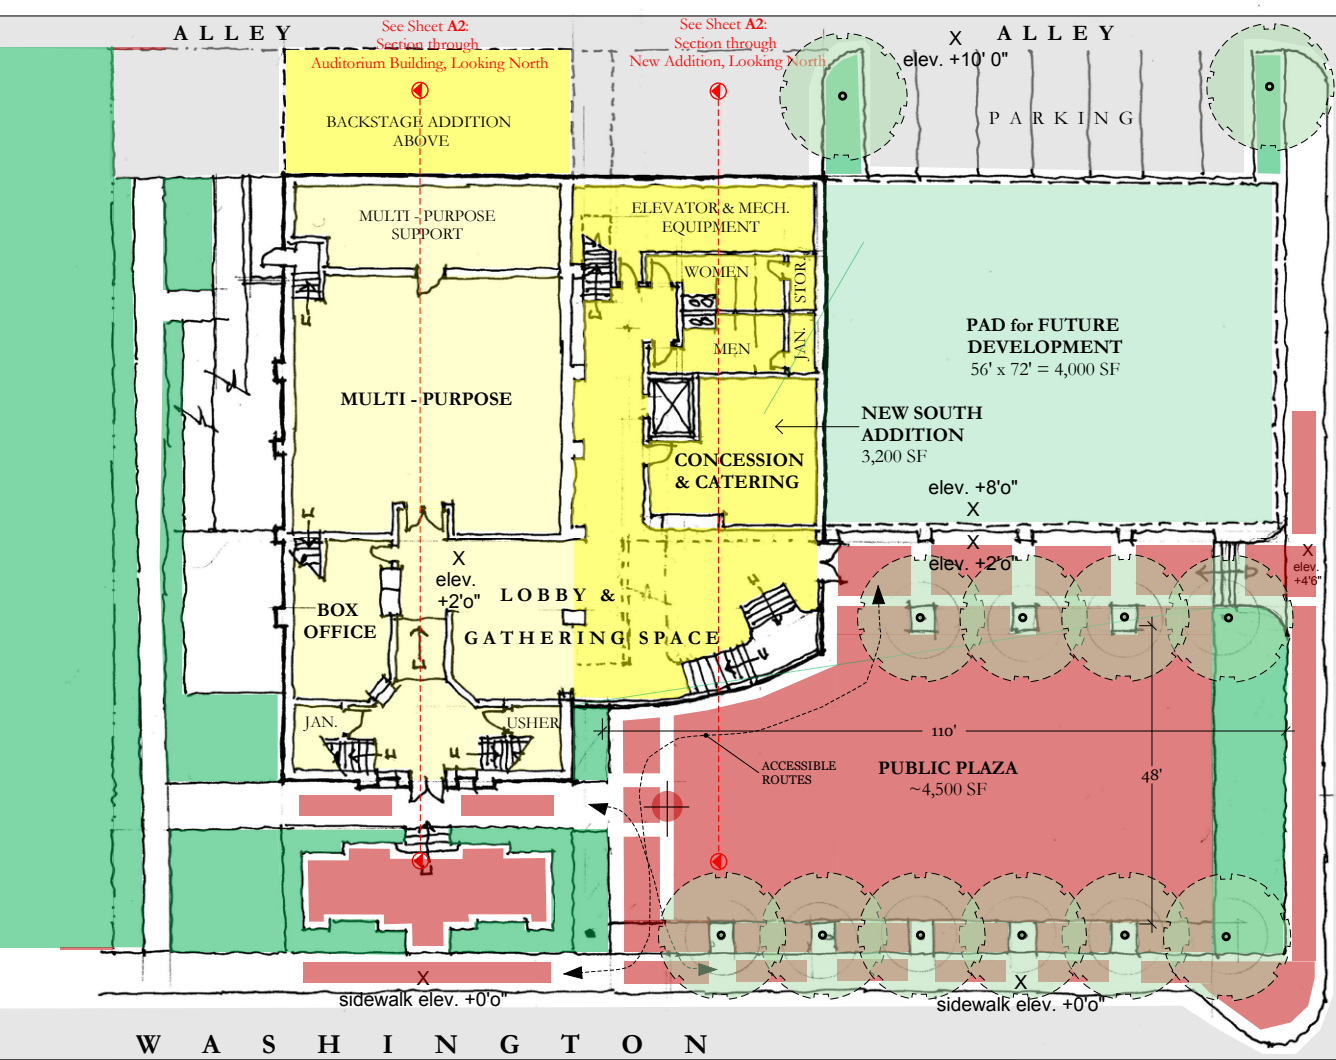 ALLEY
See Sheet A2:
Section through
Auditorium Building, Looking North
See Sheet A2:
Section through
New Addition, Looking North
X
elev. +10' 0"
ALLEY
PARKING
BACKSTAGE ADDITION
ABOVE
MULTI - PURPOSE
SUPPORT
ELEVATOR & MECH.
EQUIPMENT
WOMEN
STOR.
MEN
JAN.
MULTI - PURPOSE
PAD for FUTURE
DEVELOPMENT
56' x 72' = 4,000 SF
NEW SOUTH
ADDITION
3,200 SF
CONCESSION
& CATERING
elev. +8'o"
X
X
elev. +2'o"
X
elev.
+4'6"
X
elev.
+2'o"
BOX
OFFICE
LOBBY &
GATHERING SPACE
JAN.
USHER
110'
ACCESSIBLE
ROUTES
PUBLIC PLAZA
~4,500 SF
48'
X
sidewalk elev. +0'o"
X
sidewalk elev. +0'o"
WASHINGTON